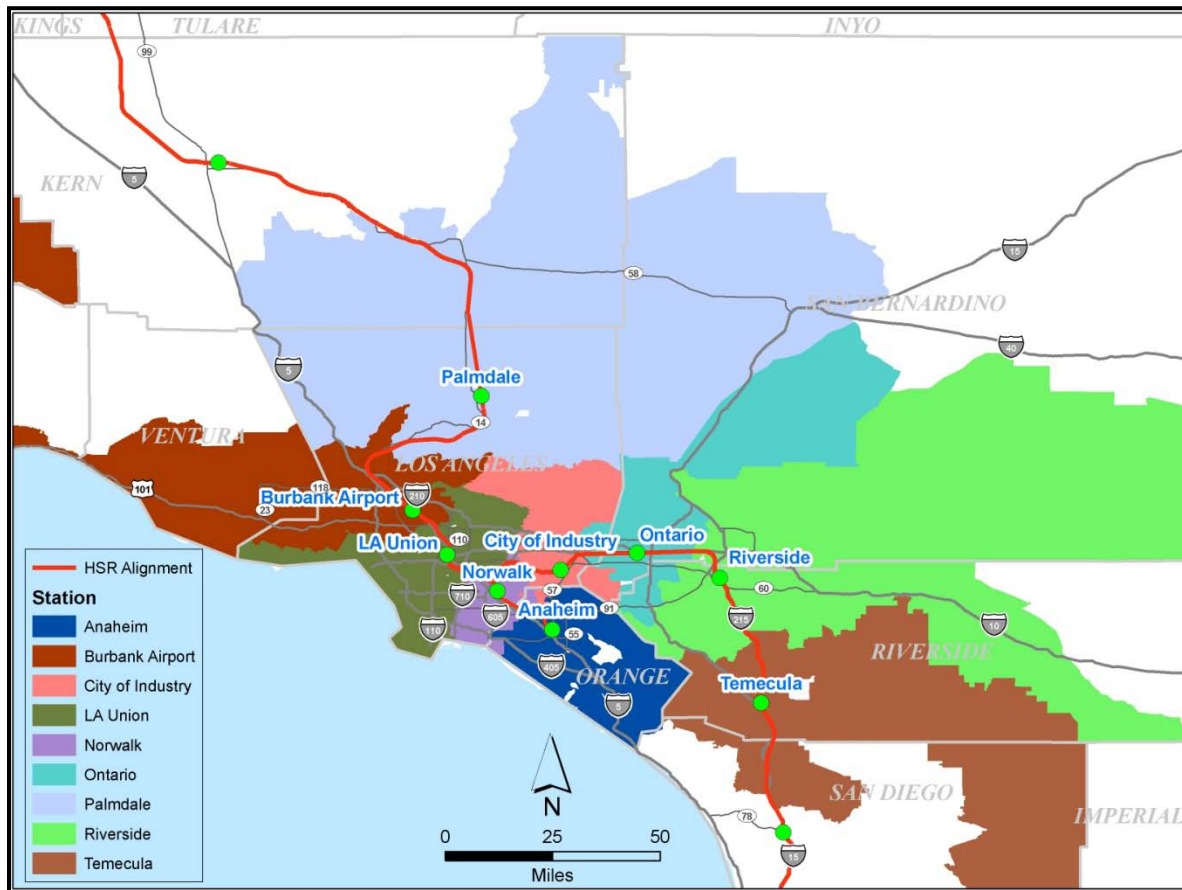 KINGS
TULARE
INYO
99
KERN
5
15
58
SAN BERNARDINO
40
5
Palmdale
14
VENTURA
LOS ANGELES
101
118
23
Burbank Airport
210
110
LA Union
City of Industry
Ontario
Riverside
Norwalk
57
60
710
605
Anaheim
91
110
55
215
10
405
ORANGE
RIVERSIDE
5
Temecula
SAN DIEGO
IMPERIAL
78
15
HSR Alignment
Station
Anaheim
Burbank Airport
City of Industry
LA Union
Norwalk
Ontario
Palmdale
Riverside
Temecula
N
0 25 50
Miles